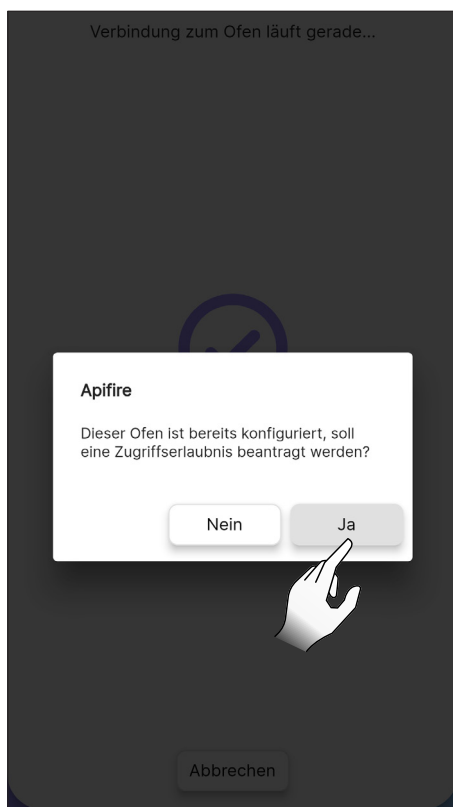 Verbindung zum Ofen läuft gerade...
Apifire
Dieser Ofen ist bereits konfiguriert, soll
eine Zugriffserlaubnis beantragt werden?
Nein
Ja
Abbrechen